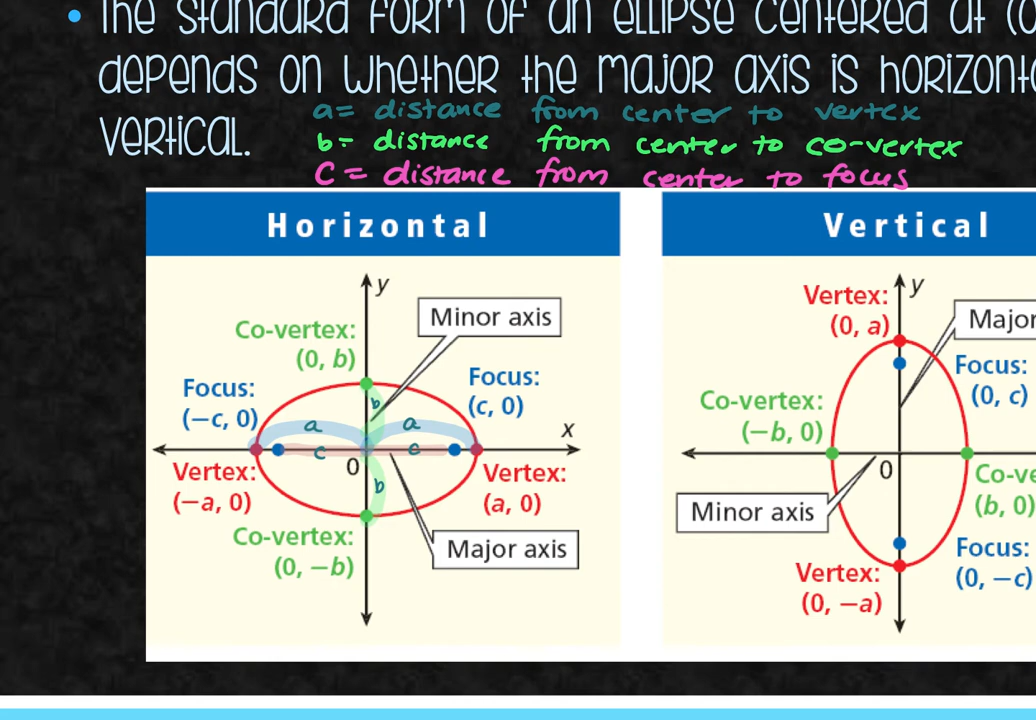 • The standard form of an ellipse centered at (0
depends on whether the major axis is horizont
vertical.
a = distance from center to vertex
b = distance from center to co-vertex
c = distance from center to focus
Horizontal
y
Minor axis
Co-vertex:
(0, b)
Focus:
(−c, 0)
Focus:
(c, 0)
b
a
a
x
c
c
0
Vertex:
(−a, 0)
b
Vertex:
(a, 0)
Co-vertex:
(0, −b)
Major axis
Vertical
Vertex:
(0, a)
y
Major
Focus:
(0, c)
Co-vertex:
(−b, 0)
0
Co-ve
(b, 0)
Minor axis
Focus:
(0, −c)
Vertex:
(0, −a)